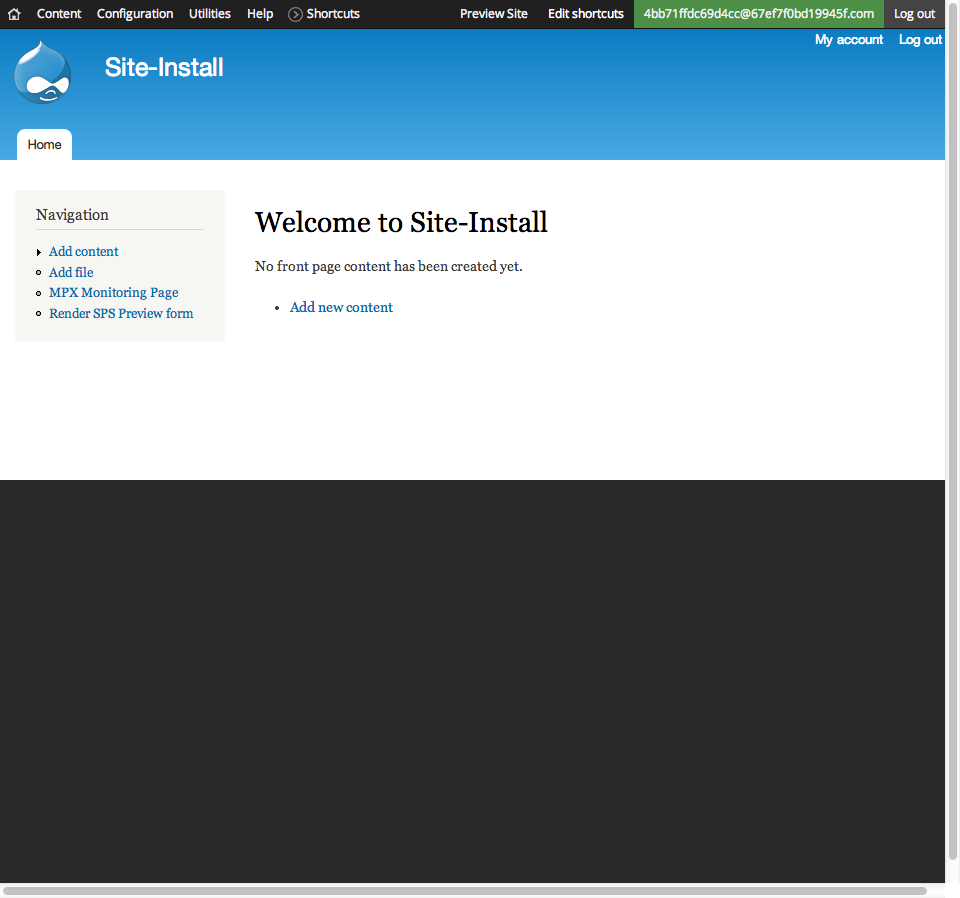 Content Configuration Utilities Help Shortcuts Preview Site Edit shortcuts 4bb71ffdc69d4cc@67ef7f0bd19945f.com Log out
My account Log out
Site-Install
Home
Navigation
Add content
Add file
MPX Monitoring Page
Render SPS Preview form
Welcome to Site-Install
No front page content has been created yet.
Add new content